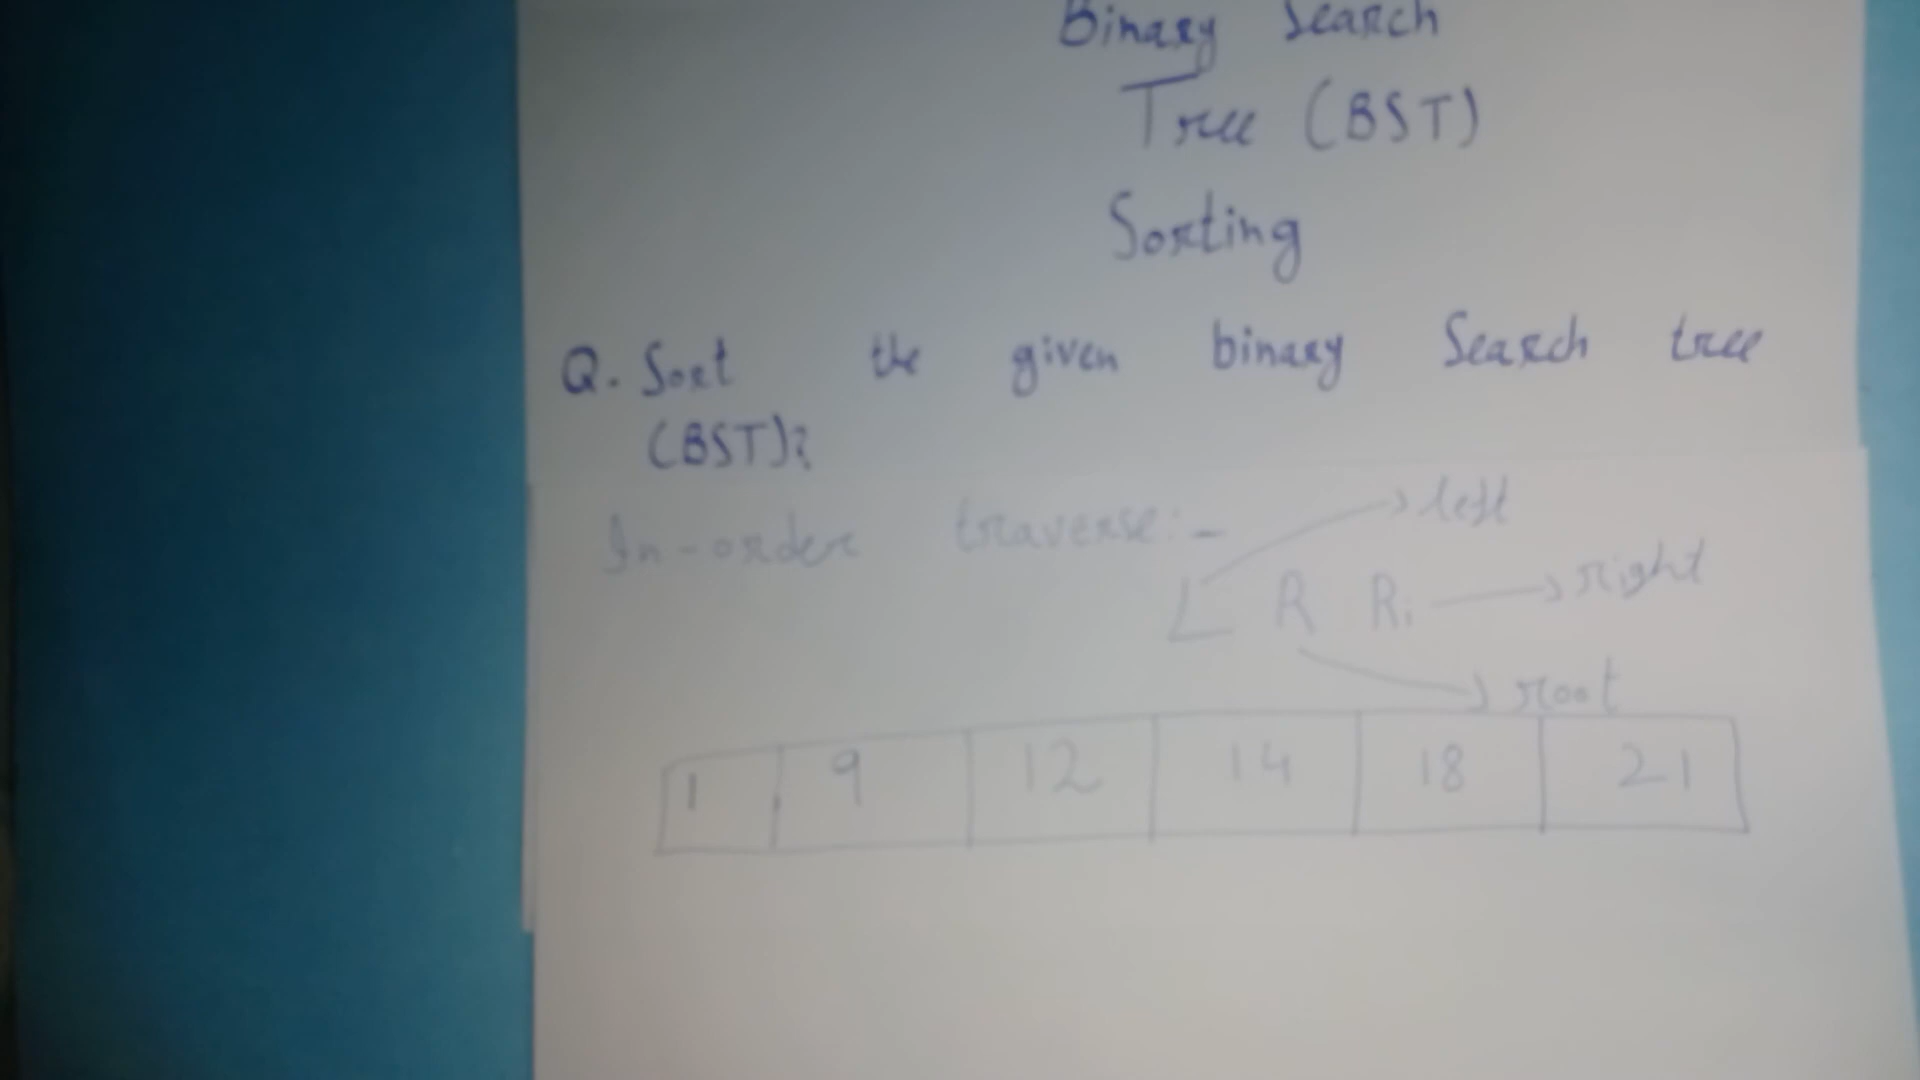 Binary Search
Tree (BST)
Sorting
Q. Sort the given binary Search tree
(BST)?
In-order traverse:-
left
L R R. right
root
1 9 12 14 18 21